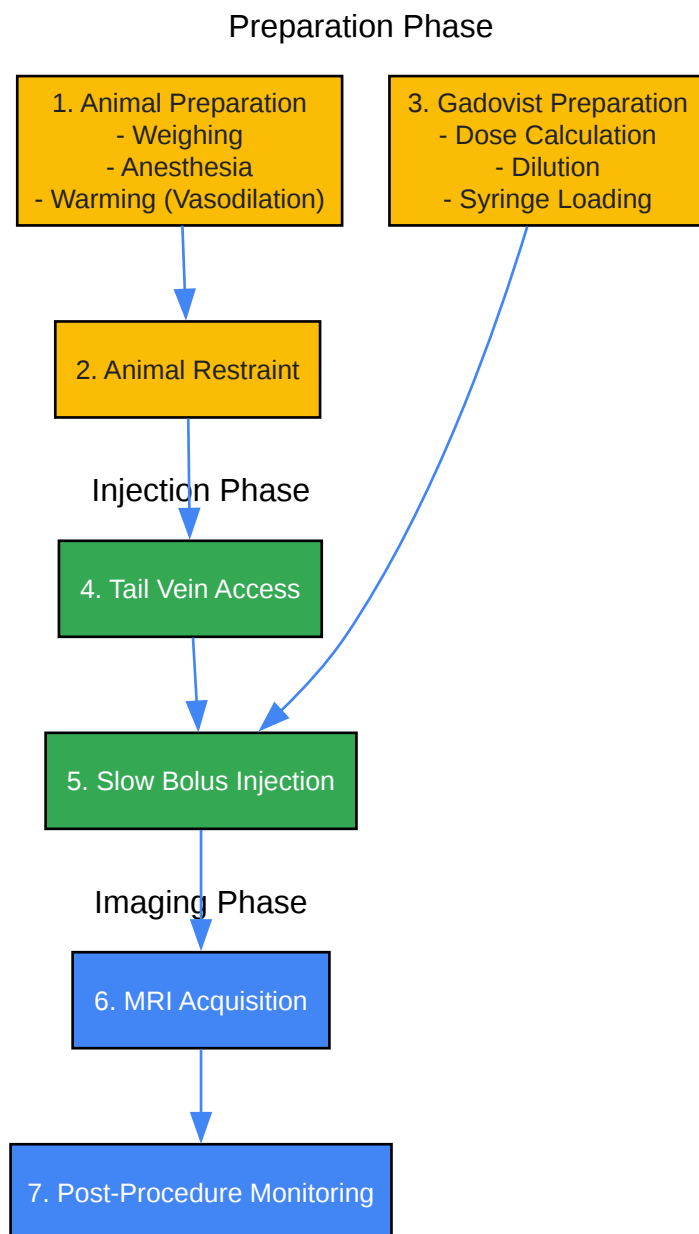 Preparation Phase
1. Animal Preparation
- Weighing
- Anesthesia
- Warming (Vasodilation)
3. Gadovist Preparation
- Dose Calculation
- Dilution
- Syringe Loading
2. Animal Restraint
Injection Phase
4. Tail Vein Access
5. Slow Bolus Injection
Imaging Phase
6. MRI Acquisition
7. Post-Procedure Monitoring